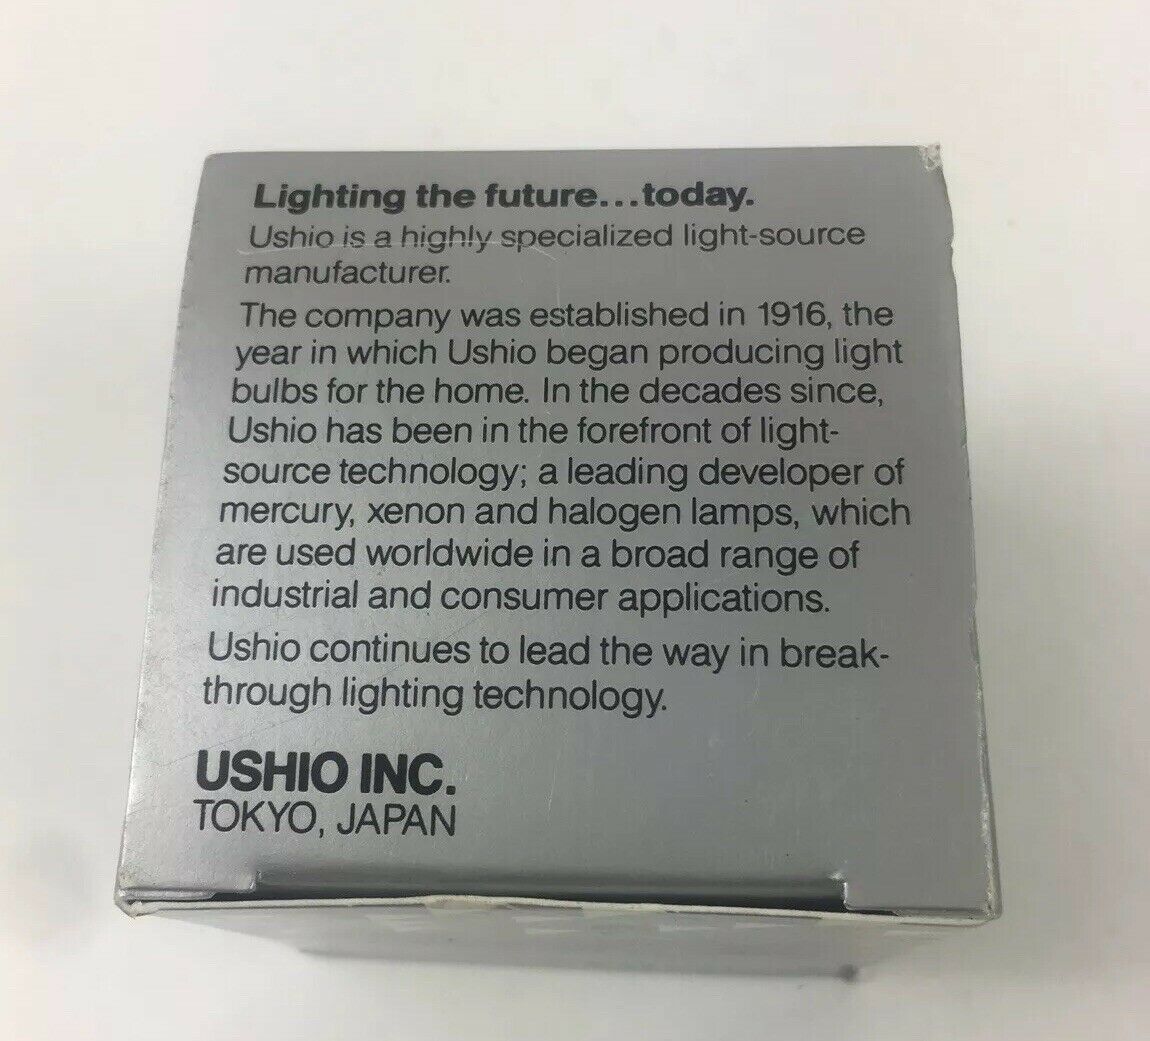 Lighting the future...today.
Ushio is a highly specialized light-source
manufacturer.
The company was established in 1916, the
year in which Ushio began producing light
bulbs for the home. In the decades since,
Ushio has been in the forefront of light-
source technology; a leading developer of
mercury, xenon and halogen lamps, which
are used worldwide in a broad range of
industrial and consumer applications.
Ushio continues to lead the way in break-
through lighting technology.
USHIO INC.
TOKYO, JAPAN